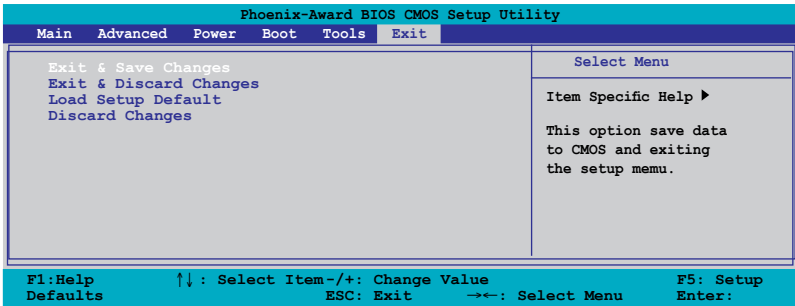 Phoenix-Award BIOS CMOS Setup Utility
Main Advanced Power Boot Tools Exit
Exit & Save Changes
Exit & Discard Changes
Load Setup Default
Discard Changes
Select Menu
Item Specific Help ▶
This option save data
to CMOS and exiting
the setup memu.
F1:Help ↑↓ : Select Item -/+: Change Value F5: Setup
Defaults ESC: Exit →←: Select Menu Enter: